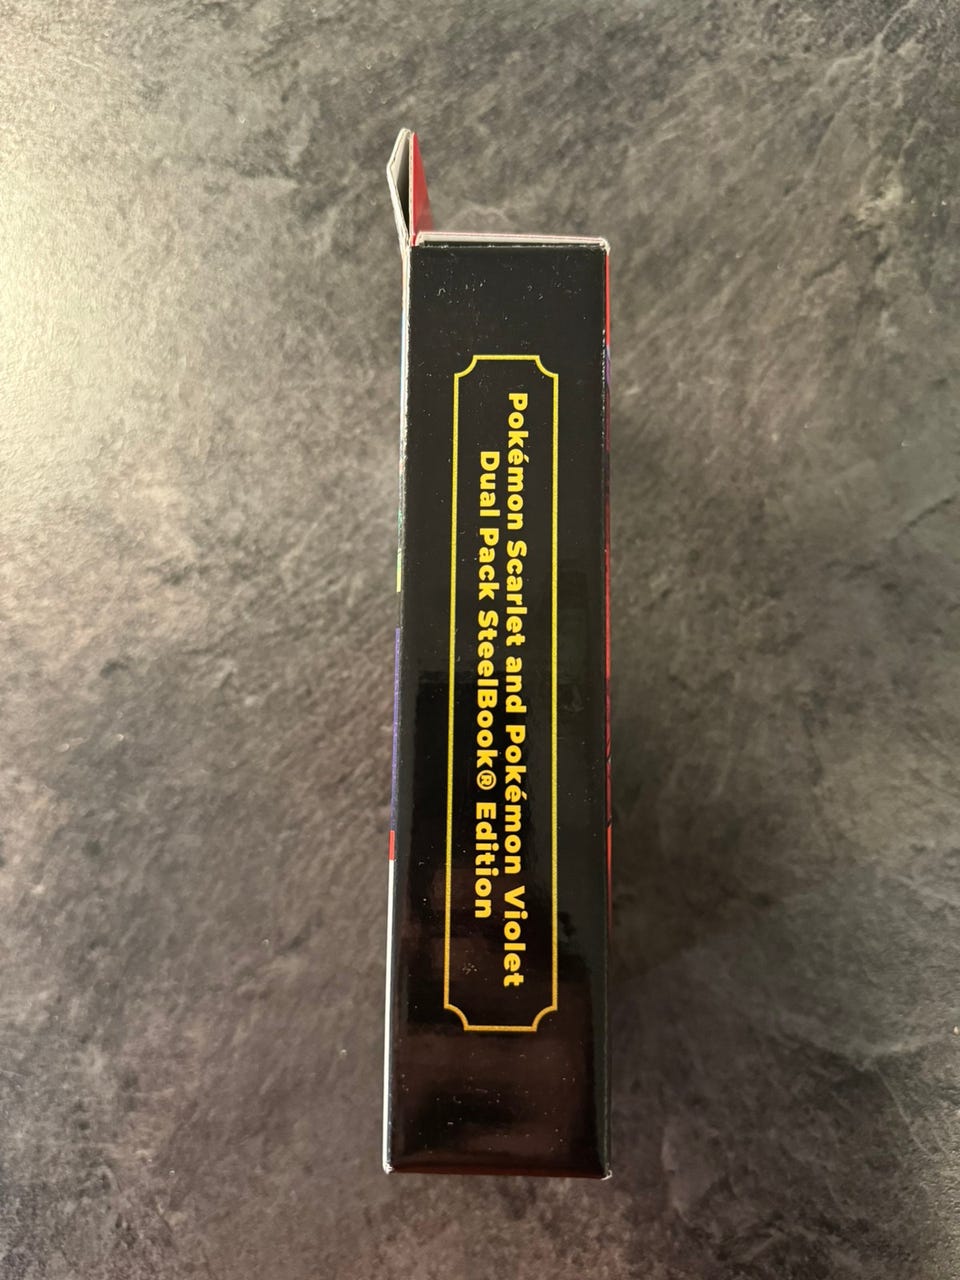 Pokémon Scarlet and Pokémon Violet
Dual Pack SteelBook® Edition